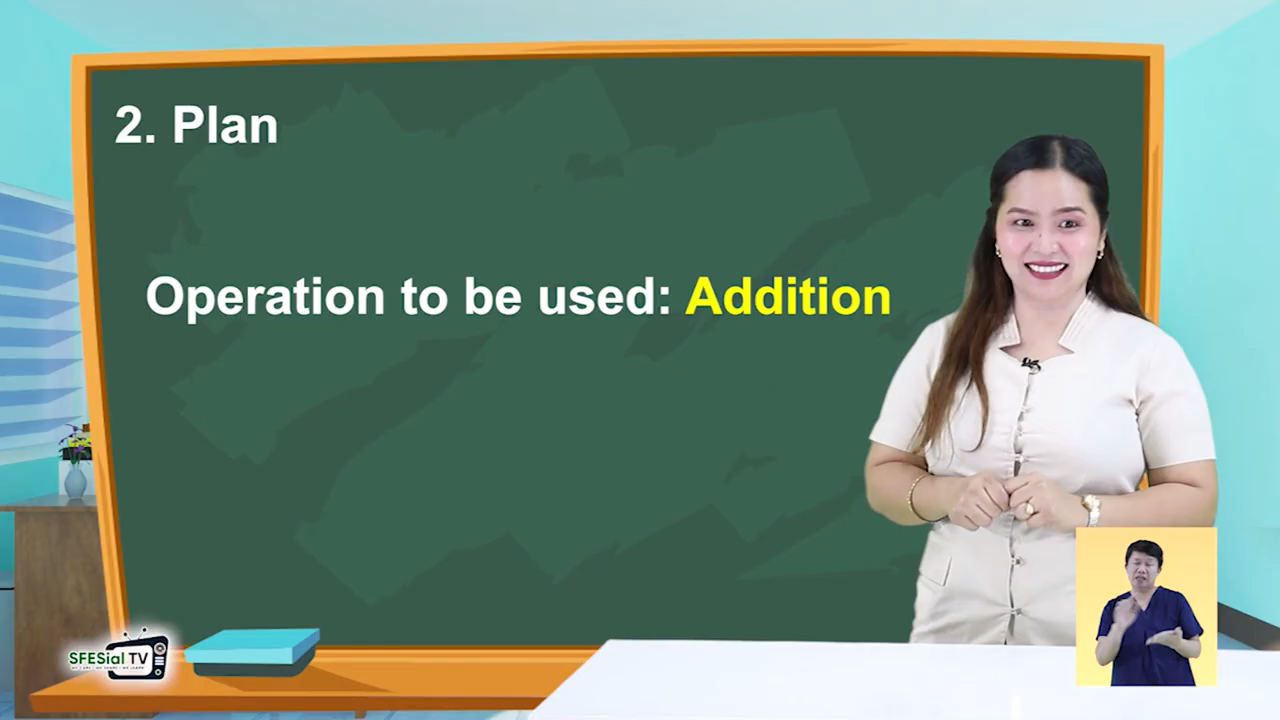 2. Plan
Operation to be used: Addition
SFESial TV